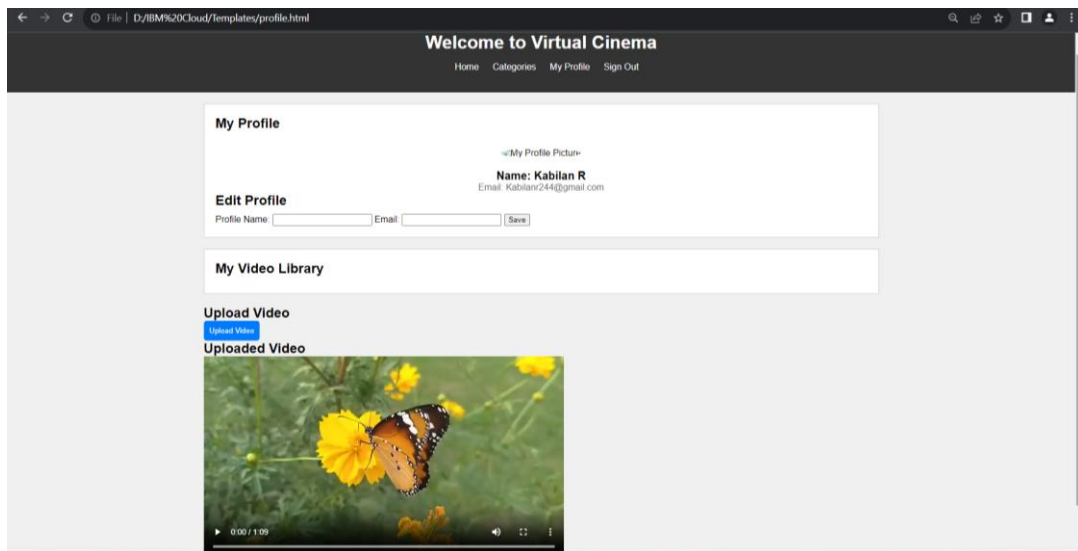 File | D:/IBM%20Cloud/Templates/profile.html
Welcome to Virtual Cinema
Home Categories My Profile Sign Out
My Profile
My Profile Picture
Name: Kabilan R
Email: Kabilanr244@gmail.com
Edit Profile
Profile Name: Email: Save
My Video Library
Upload Video
Upload Video
Uploaded Video
0:00 / 1:09